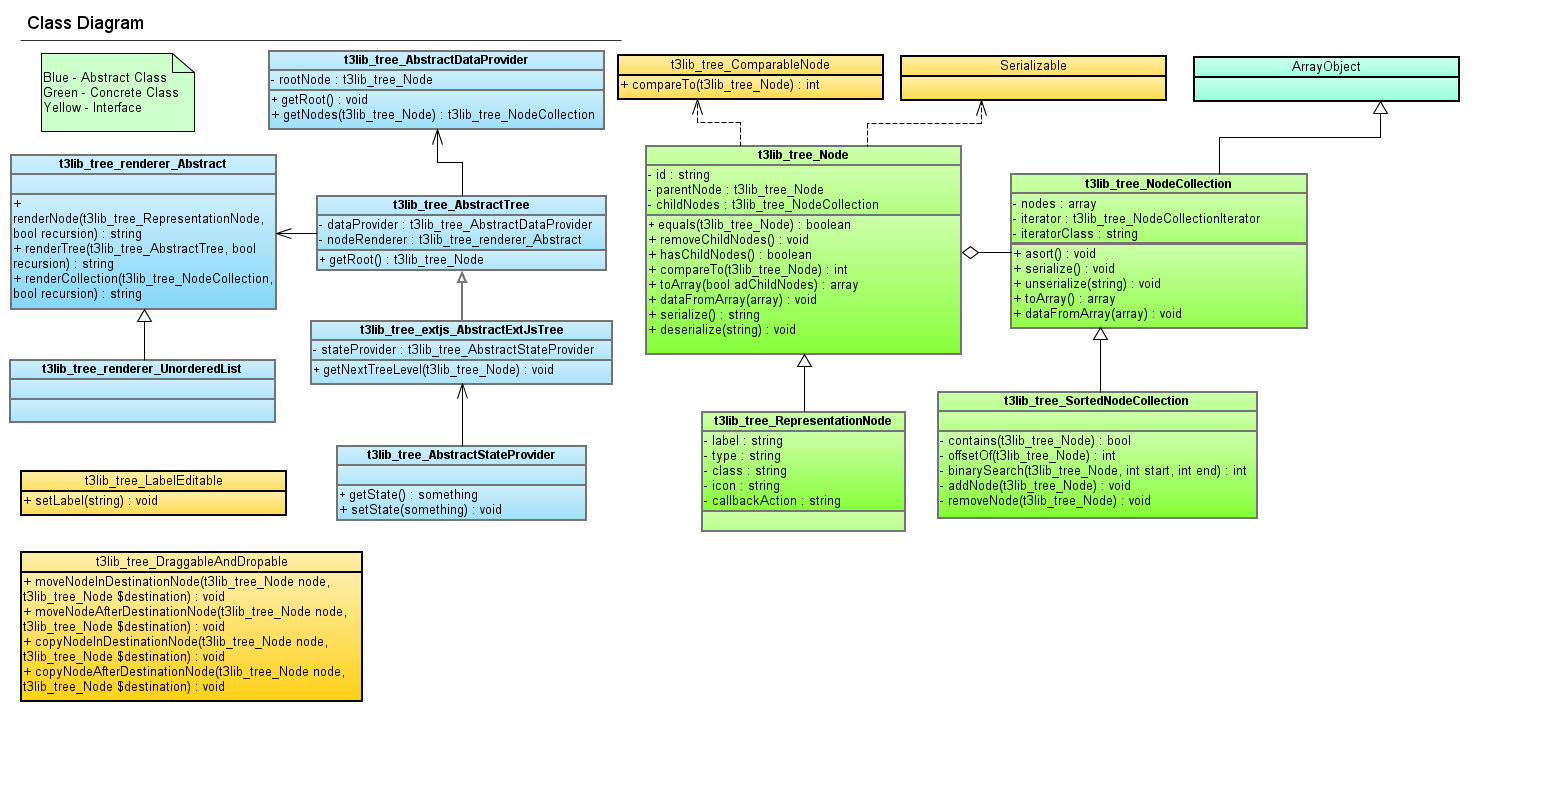 Class Diagram
Blue - Abstract Class
Green - Concrete Class
Yellow - Interface
t3lib_tree_AbstractDataProvider
- rootNode : t3lib_tree_Node
+ getRoot() : void
+ getNodes(t3lib_tree_Node) : t3lib_tree_NodeCollection
t3lib_tree_ComparableNode
+ compareTo(t3lib_tree_Node) : int
Serializable
ArrayObject
t3lib_tree_renderer_Abstract
+
renderNode(t3lib_tree_RepresentationNode,
bool recursion) : string
+ renderTree(t3lib_tree_AbstractTree, bool
recursion) : string
+ renderCollection(t3lib_tree_NodeCollection,
bool recursion) : string
t3lib_tree_AbstractTree
- dataProvider : t3lib_tree_AbstractDataProvider
- nodeRenderer : t3lib_tree_renderer_Abstract
+ getRoot() : t3lib_tree_Node
t3lib_tree_Node
- id : string
- parentNode : t3lib_tree_Node
- childNodes : t3lib_tree_NodeCollection
+ equals(t3lib_tree_Node) : boolean
+ removeChildNodes() : void
+ hasChildNodes() : boolean
+ compareTo(t3lib_tree_Node) : int
+ toArray(bool adChildNodes) : array
+ dataFromArray(array) : void
+ serialize() : string
+ deserialize(string) : void
t3lib_tree_NodeCollection
- nodes : array
- iterator : t3lib_tree_NodeCollectionIterator
- iteratorClass : string
+ asort() : void
+ serialize() : void
+ unserialize(string) : void
+ toArray() : array
+ dataFromArray(array) : void
t3lib_tree_renderer_UnorderedList
t3lib_tree_extjs_AbstractExtJsTree
- stateProvider : t3lib_tree_AbstractStateProvider
+ getNextTreeLevel(t3lib_tree_Node) : void
t3lib_tree_AbstractStateProvider
+ getState() : something
+ setState(something) : void
t3lib_tree_RepresentationNode
- label : string
- type : string
- class : string
- icon : string
- callbackAction : string
t3lib_tree_SortedNodeCollection
- contains(t3lib_tree_Node) : bool
- offsetOf(t3lib_tree_Node) : int
- binarySearch(t3lib_tree_Node, int start, int end) : int
- addNode(t3lib_tree_Node) : void
- removeNode(t3lib_tree_Node) : void
t3lib_tree_LabelEditable
+ setLabel(string) : void
t3lib_tree_DraggableAndDropable
+ moveNodeInDestinationNode(t3lib_tree_Node node,
t3lib_tree_Node $destination) : void
+ moveNodeAfterDestinationNode(t3lib_tree_Node node,
t3lib_tree_Node $destination) : void
+ copyNodeInDestinationNode(t3lib_tree_Node node,
t3lib_tree_Node $destination) : void
+ copyNodeAfterDestinationNode(t3lib_tree_Node node,
t3lib_tree_Node $destination) : void